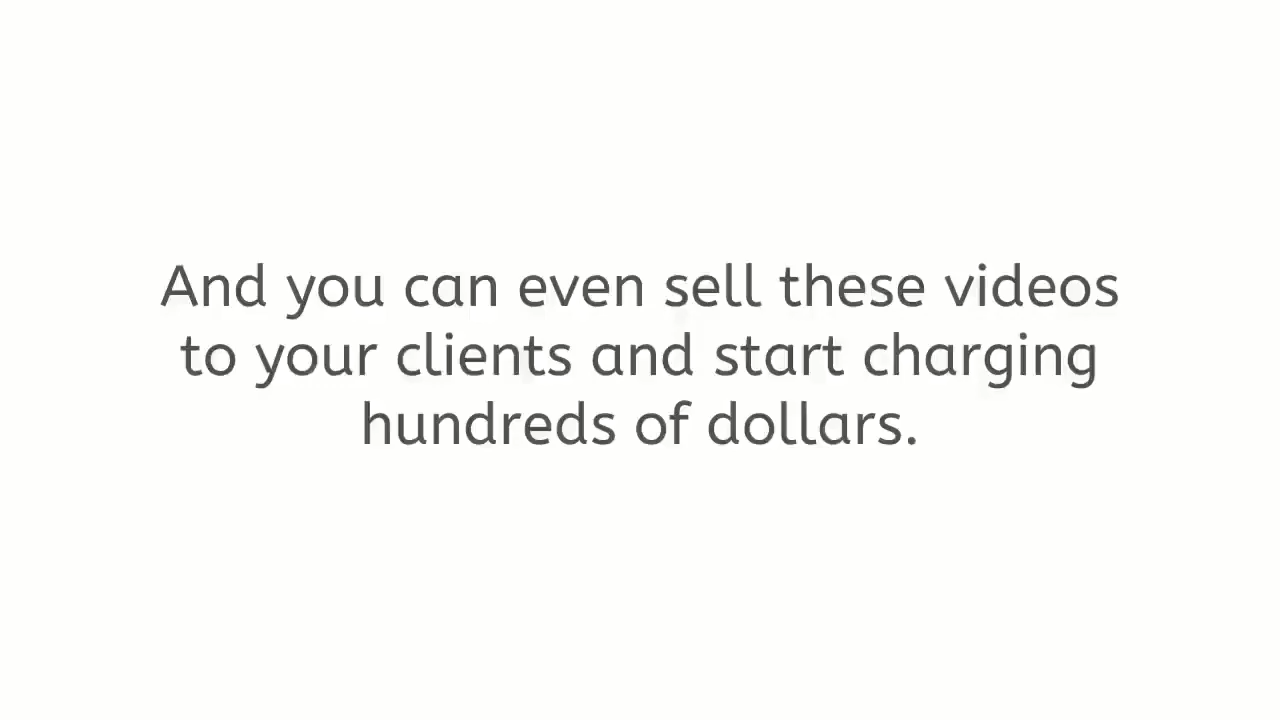 And you can even sell these videos
to your clients and start charging
hundreds of dollars.